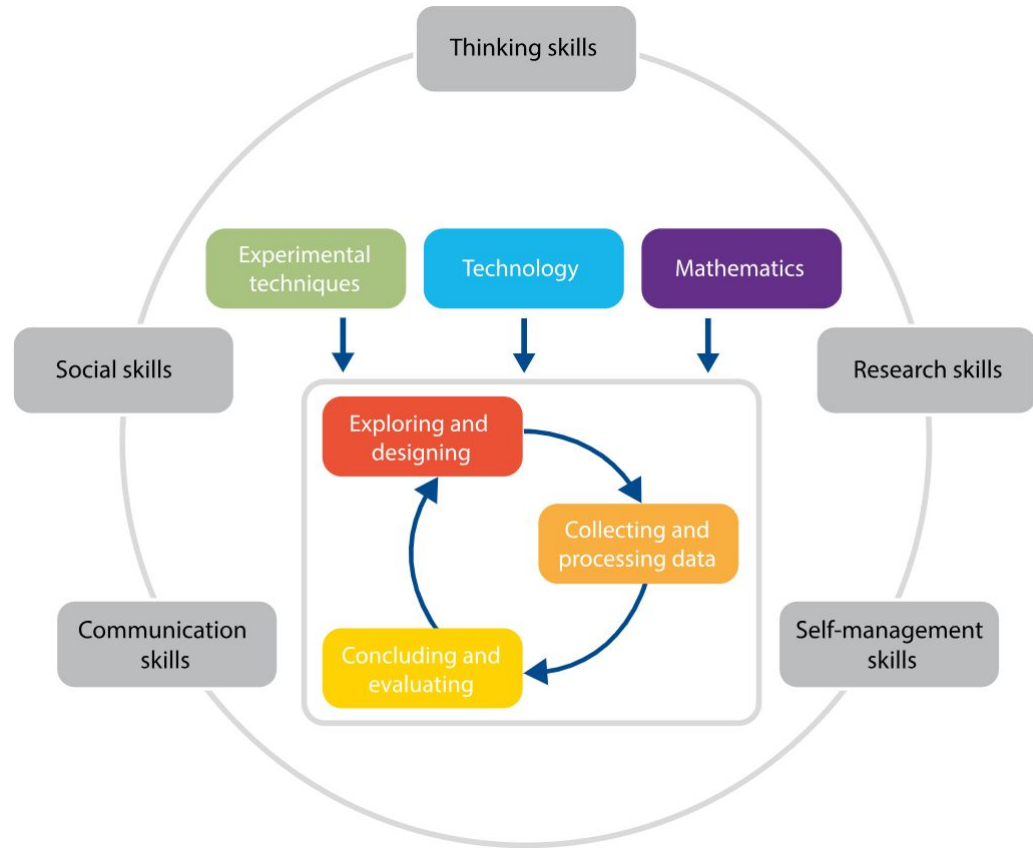 Thinking skills
Experimental
techniques
Technology
Mathematics
Social skills
Research skills
Exploring and
designing
Collecting and
processing data
Communication
skills
Self-management
skills
Concluding and
evaluating